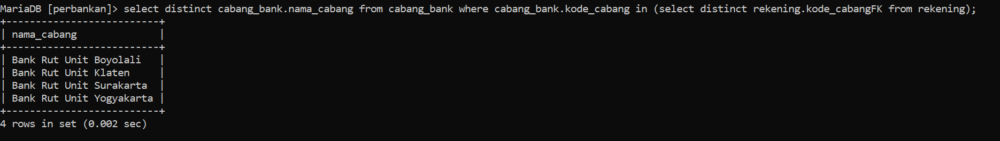 MariaDB [perbankan]> select distinct cabang_bank.nama_cabang from cabang_bank where cabang_bank.kode_cabang in (select distinct rekening.kode_cabangFK from rekening);
+--------------------------+
| nama_cabang              |
+--------------------------+
| Bank Rut Unit Boyolali   |
| Bank Rut Unit Klaten     |
| Bank Rut Unit Surakarta  |
| Bank Rut Unit Yogyakarta |
+--------------------------+
4 rows in set (0.002 sec)